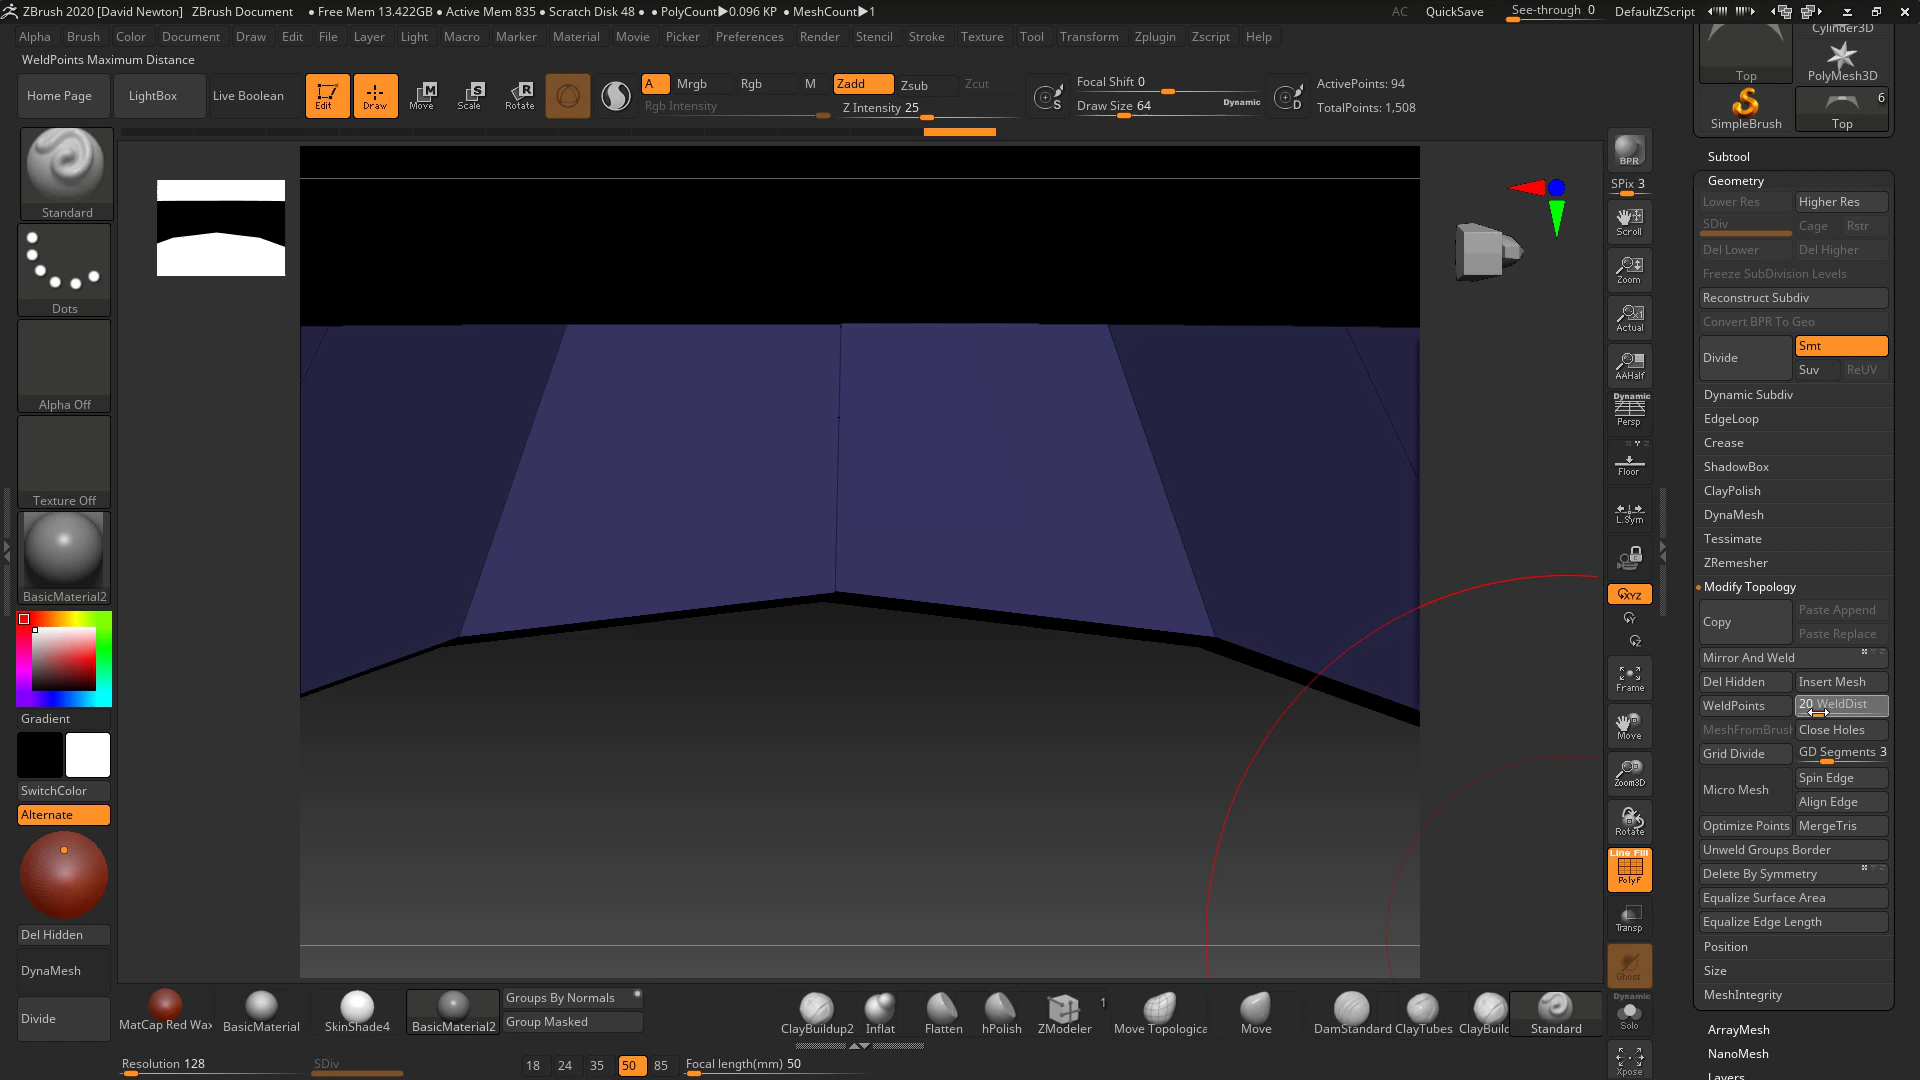 ZBrush 2020 [David Newton] ZBrush Document • Free Mem 13.422GB • Active Mem 835 • Scratch Disk 48 • • PolyCount▶0.096 KP • MeshCount▶1 AC QuickSave See-through 0 DefaultZScript
Alpha Brush Color Document Draw Edit File Layer Light Macro Marker Material Movie Picker Preferences Render Stencil Stroke Texture Tool Transform Zplugin Zscript Help
WeldPoints Maximum Distance
Home Page LightBox Live Boolean Edit Draw Move Scale Rotate A Mrgb Rgb M Zadd Zsub Zcut
Rgb Intensity Z Intensity 25
Focal Shift 0
Draw Size 64 Dynamic
ActivePoints: 94
TotalPoints: 1,508
Standard
Dots
Alpha Off
Texture Off
BasicMaterial2
Gradient
SwitchColor
Alternate
Del Hidden
DynaMesh
Divide
BPR
SPix 3
Scroll
Zoom
Actual
AAHalf
Dynamic
Persp
Floor
L.Sym
XYZ
Frame
Move
Zoom3D
Rotate
Line Fill
PolyF
Transp
Ghost
Dynamic
Solo
Xpose
Cylinder3D
Top PolyMesh3D
SimpleBrush 6 Top
Subtool
Geometry
Lower Res Higher Res
SDiv Cage Rstr
Del Lower Del Higher
Freeze SubDivision Levels
Reconstruct Subdiv
Convert BPR To Geo
Divide Smt
Suv ReUV
Dynamic Subdiv
EdgeLoop
Crease
ShadowBox
ClayPolish
DynaMesh
Tessimate
ZRemesher
Modify Topology
Copy Paste Append
Paste Replace
Mirror And Weld
Del Hidden Insert Mesh
WeldPoints 20 WeldDist
MeshFromBrus Close Holes
Grid Divide GD Segments 3
Micro Mesh Spin Edge
Align Edge
Optimize Points MergeTris
Unweld Groups Border
Delete By Symmetry
Equalize Surface Area
Equalize Edge Length
Position
Size
MeshIntegrity
ArrayMesh
NanoMesh
Layers
MatCap Red Wax BasicMaterial SkinShade4 BasicMaterial2 Groups By Normals
Group Masked
ClayBuildup2 Inflat Flatten hPolish ZModeler 1 Move Topologica Move DamStandard ClayTubes ClayBuild Standard
Resolution 128 SDiv 18 24 35 50 85 Focal length(mm) 50